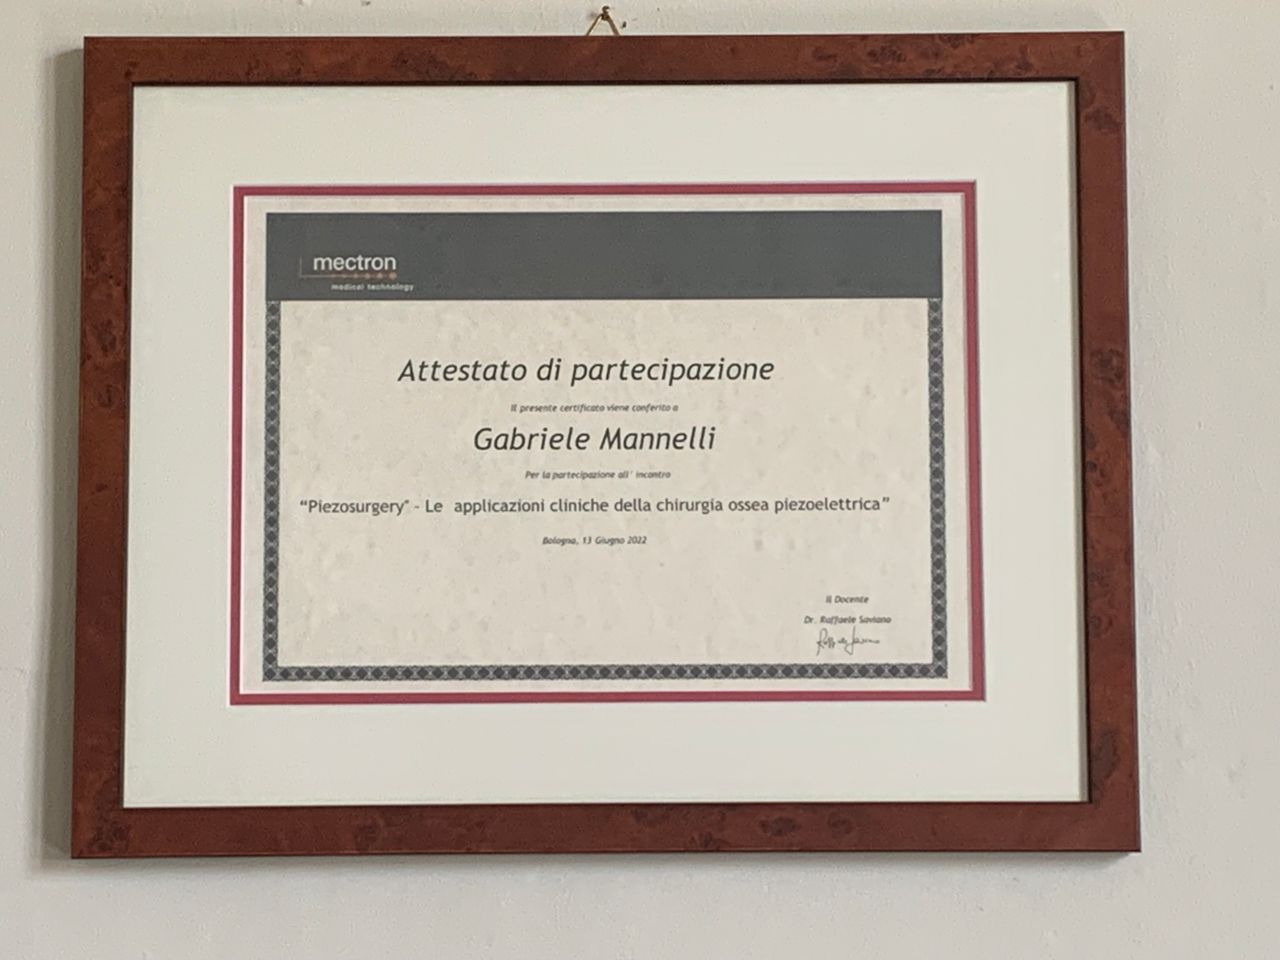 mectron
medical technology
Attestato di partecipazione
Il presente certificato viene conferito a
Gabriele Mannelli
Per la partecipazione all' incontro
“Piezosurgery” - Le applicazioni cliniche della chirurgia ossea piezoelettrica”
Bologna, 13 Giugno 2022
Il Docente
Dr. Raffaele Saviano